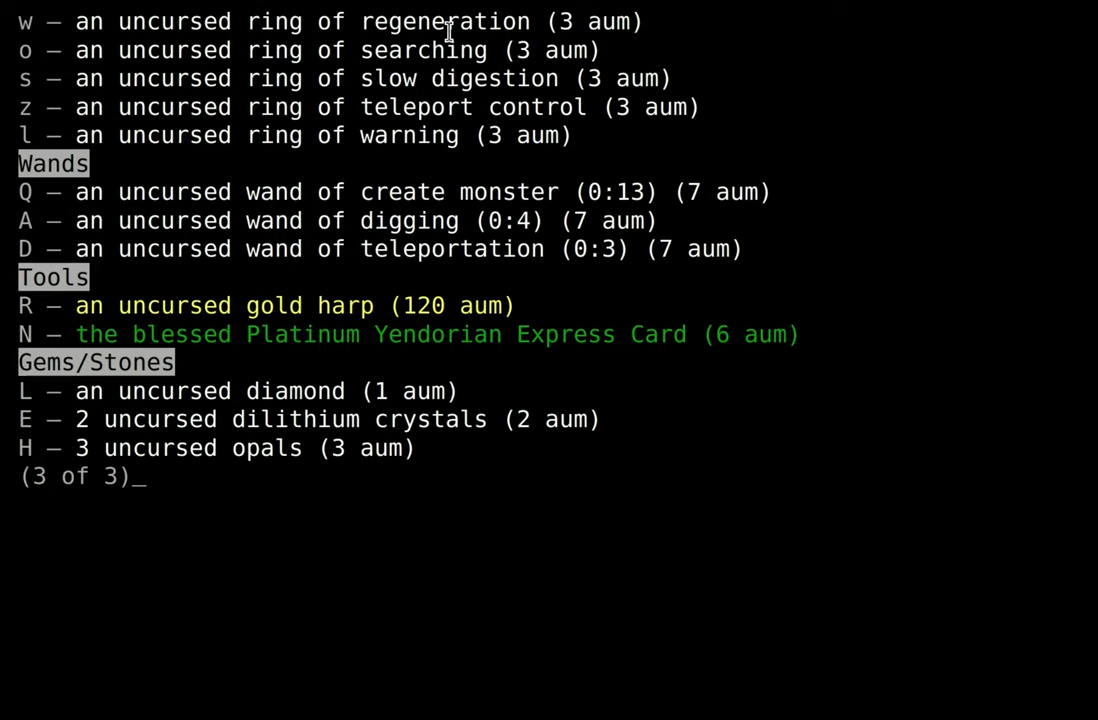 w – an uncursed ring of regeneration (3 aum)
o – an uncursed ring of searching (3 aum)
s – an uncursed ring of slow digestion (3 aum)
z – an uncursed ring of teleport control (3 aum)
l – an uncursed ring of warning (3 aum)
Wands
Q – an uncursed wand of create monster (0:13) (7 aum)
A – an uncursed wand of digging (0:4) (7 aum)
D – an uncursed wand of teleportation (0:3) (7 aum)
Tools
R – an uncursed gold harp (120 aum)
N – the blessed Platinum Yendorian Express Card (6 aum)
Gems/Stones
L – an uncursed diamond (1 aum)
E – 2 uncursed dilithium crystals (2 aum)
H – 3 uncursed opals (3 aum)
(3 of 3)_